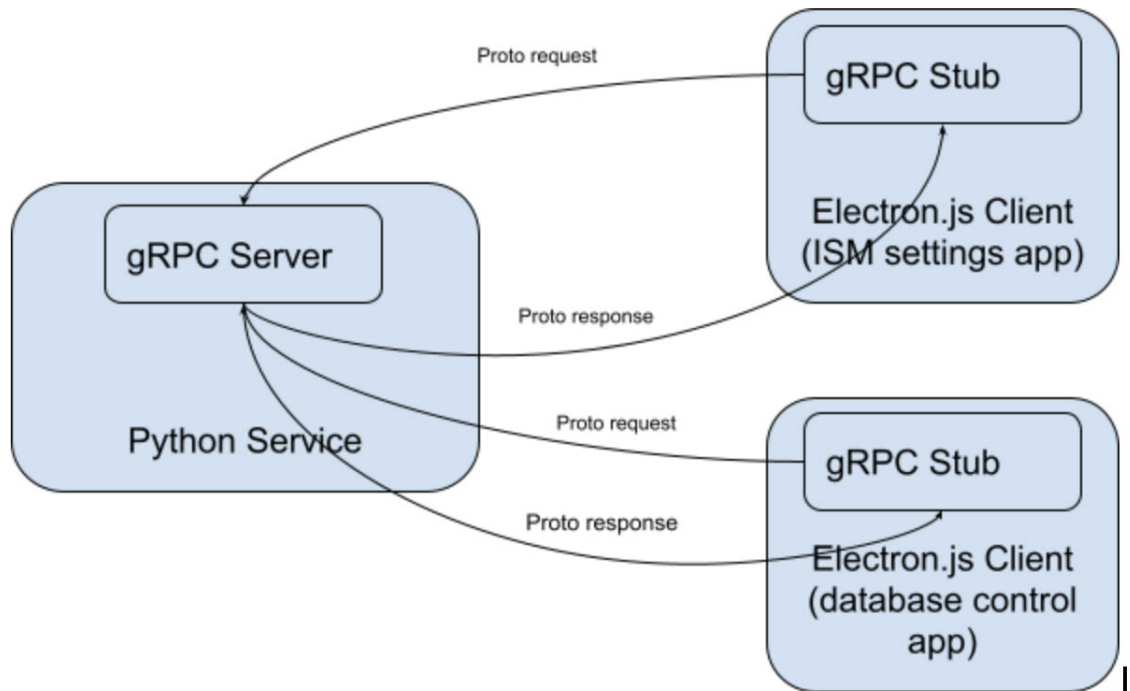 Proto request
gRPC Stub
Electron.js Client
(ISM settings app)
gRPC Server
Proto response
Python Service
Proto request
gRPC Stub
Proto response
Electron.js Client
(database control
app)